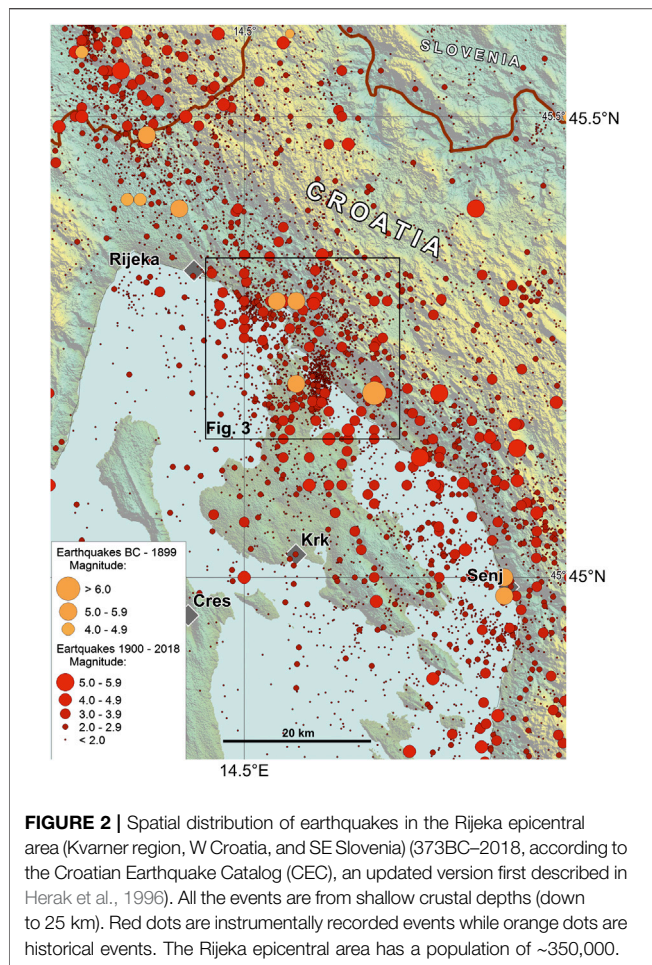 14.5°
SLOVENIA
45.5°
45.5°N
CROATIA
Rijeka
Fig. 3
Krk
Senj
45°N
Cres
Earthquakes BC - 1899
Magnitude:
> 6.0
5.0 - 5.9
4.0 - 4.9
Eartquakes 1900 - 2018
Magnitude:
5.0 - 5.9
4.0 - 4.9
3.0 - 3.9
2.0 - 2.9
< 2.0
20 km
14.5°E
FIGURE 2 | Spatial distribution of earthquakes in the Rijeka epicentral
area (Kvarner region, W Croatia, and SE Slovenia) (373BC–2018, according to
the Croatian Earthquake Catalog (CEC), an updated version first described in
Herak et al., 1996). All the events are from shallow crustal depths (down
to 25 km). Red dots are instrumentally recorded events while orange dots are
historical events. The Rijeka epicentral area has a population of ~350,000.